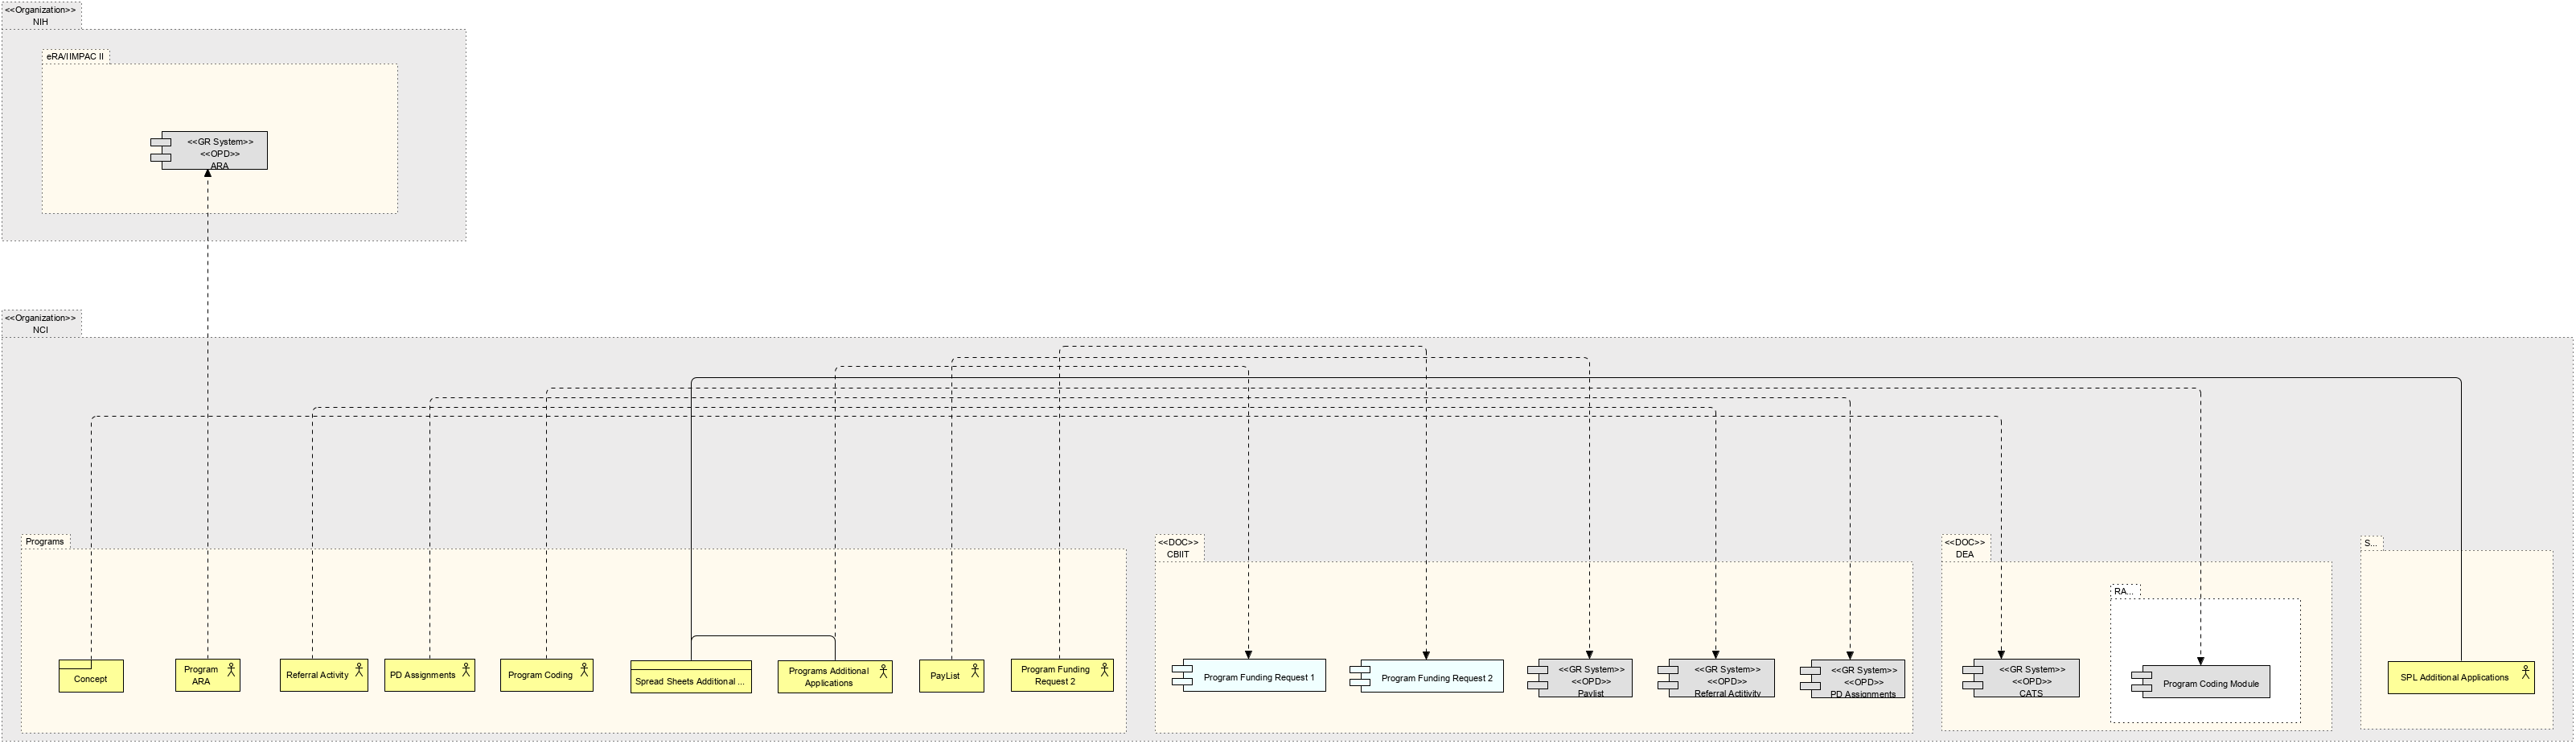 <<Organization>>
NIH
eRA/IIMPAC II
<<GR System>>
<<OPD>>
ARA
<<Organization>>
NCI
Programs
Concept
Program
ARA
Referral Activity
PD Assignments
Program Coding
Spread Sheets Additional ...
Programs Additional
Applications
PayList
Program Funding
Request 2
<<DOC>>
CBIIT
Program Funding Request 1
Program Funding Request 2
<<GR System>>
<<OPD>>
Paylist
<<GR System>>
<<OPD>>
Referral Actitivity
<<GR System>>
<<OPD>>
PD Assignments
<<DOC>>
DEA
<<GR System>>
<<OPD>>
CATS
RA...
Program Coding Module
S...
SPL Additional Applications